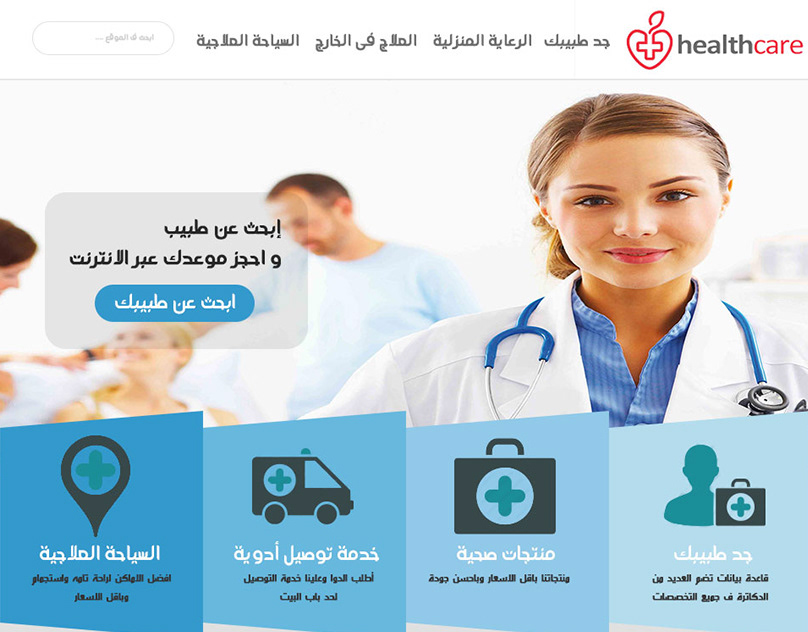 healthcare
جد طبيبك
الرعاية المنزلية
العلاج فى الخارج
السياحة العلاجية
ابحث فى الموقع ....
إبحث عن طبيب
و احجز موعدك عبر الانترنت
ابحث عن طبيبك
جد طبيبك
قاعدة بيانات تضم العديد من
الدكاترة ف جميع التخصصات
منتجات صحية
منتجاتنا باقل الاسعار وباحسن جودة
خدمة توصيل أدوية
أطلب الدوا وعلينا خدمة التوصيل
لحد باب البيت
السياحة العلاجية
افضل الاماكن لراحة تامه واستجمام
وباقل الاسعار